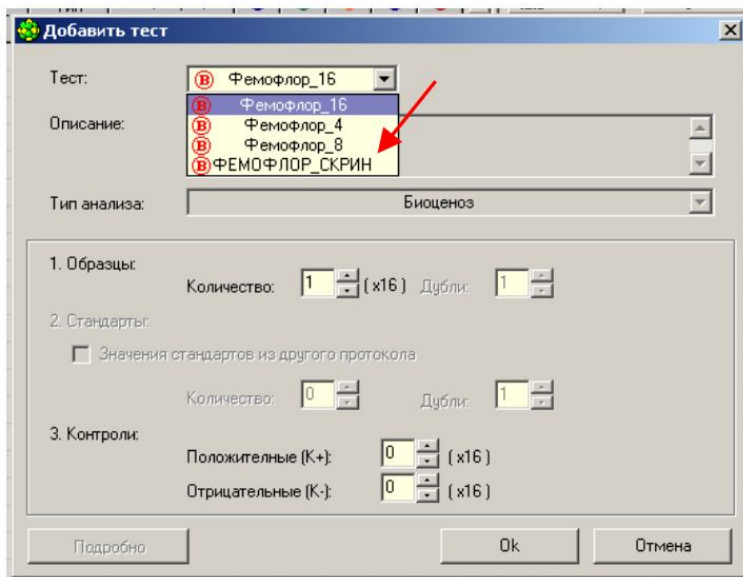 Добавить тест
Тест: Фемофлор_16
Фемофлор_16
Описание: Фемофлор_4
Фемофлор_8
ФЕМОФЛОР_СКРИН
Тип анализа: Биоценоз
1. Образцы:
Количество: 1 (x16) Дубли: 1
2. Стандарты:
Значения стандартов из другого протокола
Количество: 0 Дубли: 1
3. Контроли:
Положительные (К+): 0 (x16)
Отрицательные (К-): 0 (x16)
Подробно Ok Отмена